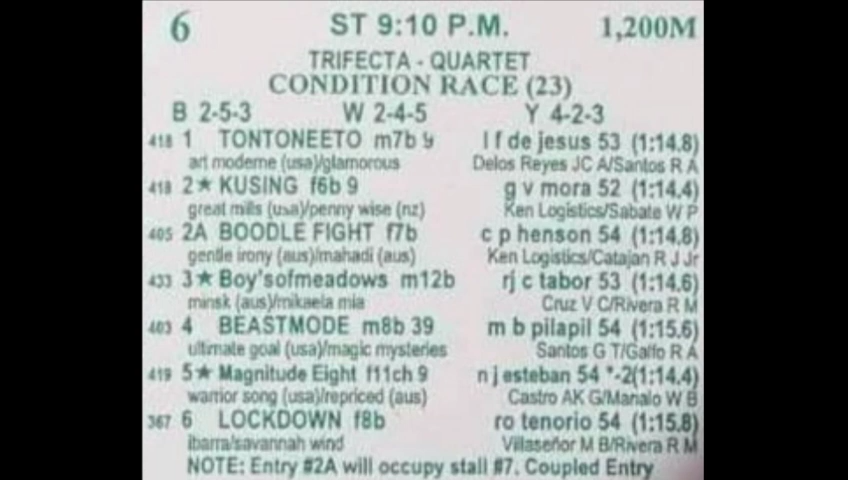 6 ST 9:10 P.M. 1,200M
TRIFECTA - QUARTET
CONDITION RACE (23)
B 2-5-3 W 2-4-5 Y 4-2-3
418 1 TONTONEETO m7b 9 l f de jesus 53 (1:14.8)
art moderne (usa)/glamorous Delos Reyes JC A/Santos R A
418 2★ KUSING f6b 9 g v mora 52 (1:14.4)
great mills (usa)/penny wise (nz) Ken Logistics/Sabate W P
405 2A BOODLE FIGHT f7b c p henson 54 (1:14.8)
gentle irony (aus)/mahadi (aus) Ken Logistics/Catajan R J Jr
433 3★ Boy'sofmeadows m12b rj c tabor 53 (1:14.6)
minsk (aus)/mikaela mia Cruz V C/Rivera R M
403 4 BEASTMODE m8b 39 m b pilapil 54 (1:15.6)
ultimate goal (usa)/magic mysteries Santos G T/Galfo R A
419 5★ Magnitude Eight f11ch 9 n j esteban 54 *-2(1:14.4)
warrior song (usa)/repriced (aus) Castro AK G/Manalo W B
367 6 LOCKDOWN f8b ro tenorio 54 (1:15.8)
ibarra/savannah wind Villaseñor M B/Rivera R M
NOTE: Entry #2A will occupy stall #7. Coupled Entry